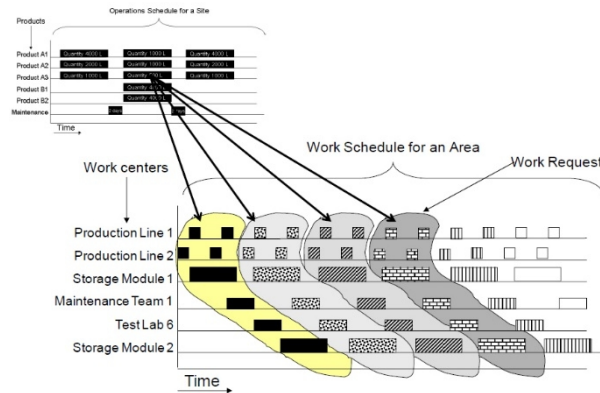 Operations Schedule for a Site
Products
Product A1 Quantity 4000 L Quantity 1000 L Quantity 4000 L
Product A2 Quantity 2000 L Quantity 1000 L Quantity 2000 L
Product A5 Quantity 1000 L L Quantity 1000 L
Product B1 L
Product B2 L
Maintenance
Time
Work Schedule for an Area
Work Request
Work centers
Production Line 1
Production Line 2
Storage Module 1
Maintenance Team 1
Test Lab 6
Storage Module 2
Time